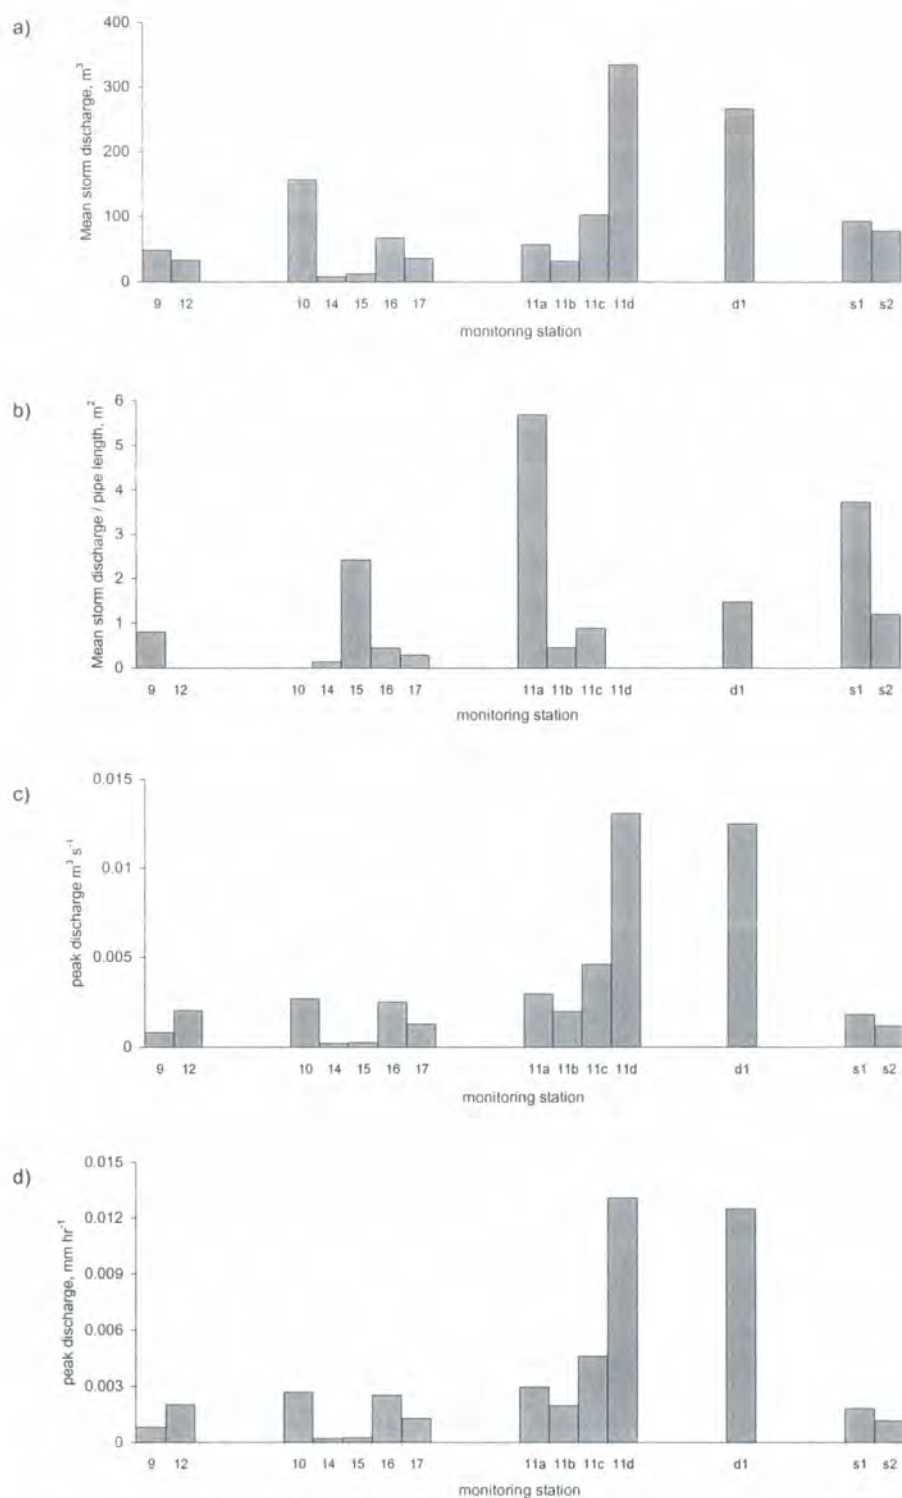 a)
Mean storm discharge, m³
400
300
200
100
0
9 12 10 14 15 16 17 11a 11b 11c 11d d1 s1 s2
monitoring station
b)
Mean storm discharge / pipe length, m²
6
5
4
3
2
1
0
9 12 10 14 15 16 17 11a 11b 11c 11d d1 s1 s2
monitoring station
c)
peak discharge m³ s⁻¹
0.015
0.01
0.005
0
9 12 10 14 15 16 17 11a 11b 11c 11d d1 s1 s2
monitoring station
d)
peak discharge, mm hr⁻¹
0.015
0.012
0.009
0.006
0.003
0
9 12 10 14 15 16 17 11a 11b 11c 11d d1 s1 s2
monitoring station